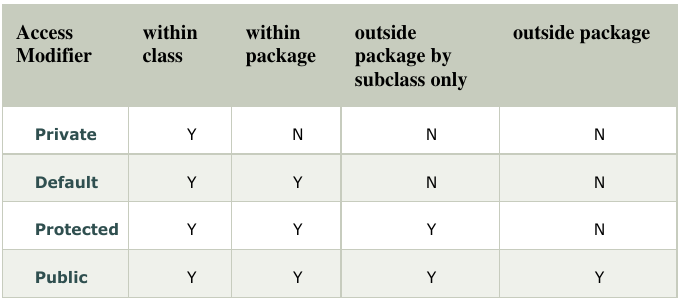 Access Modifier within class within package outside package by subclass only outside package
Private Y N N N
Default Y Y N N
Protected Y Y Y N
Public Y Y Y Y